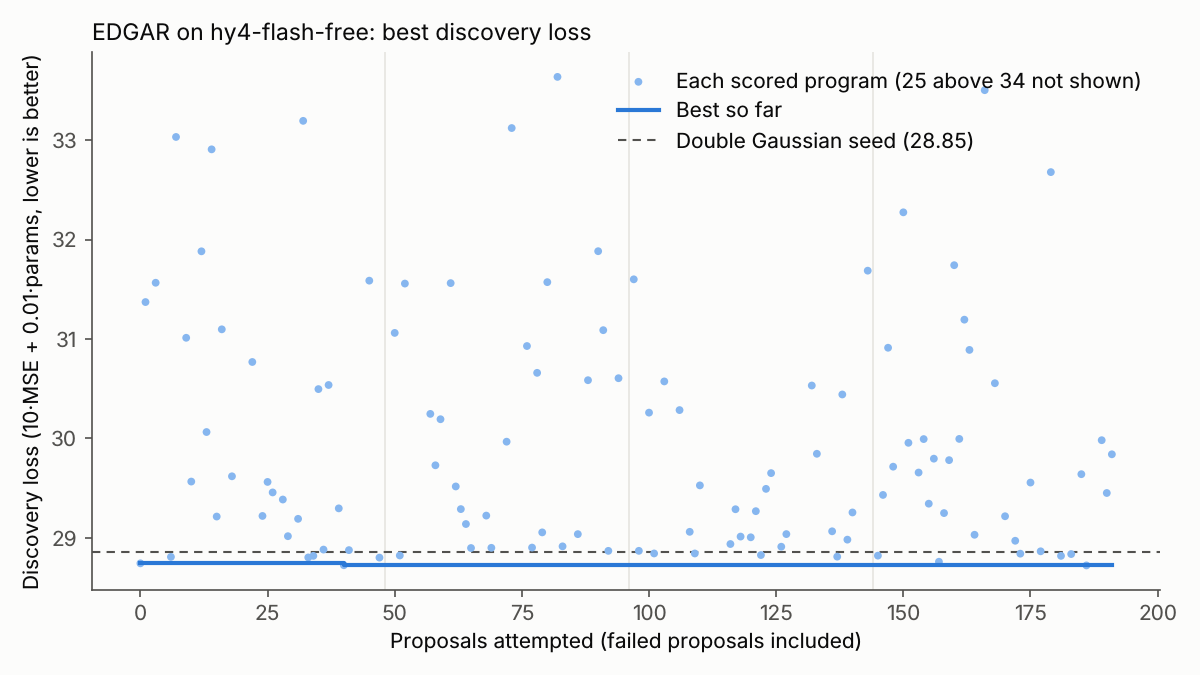 EDGAR on hy4-flash-free: best discovery loss
Discovery loss (10·MSE + 0.01·params, lower is better)
33
32
31
30
29
Each scored program (25 above 34 not shown)
Best so far
Double Gaussian seed (28.85)
0
25
50
75
100
125
150
175
200
Proposals attempted (failed proposals included)